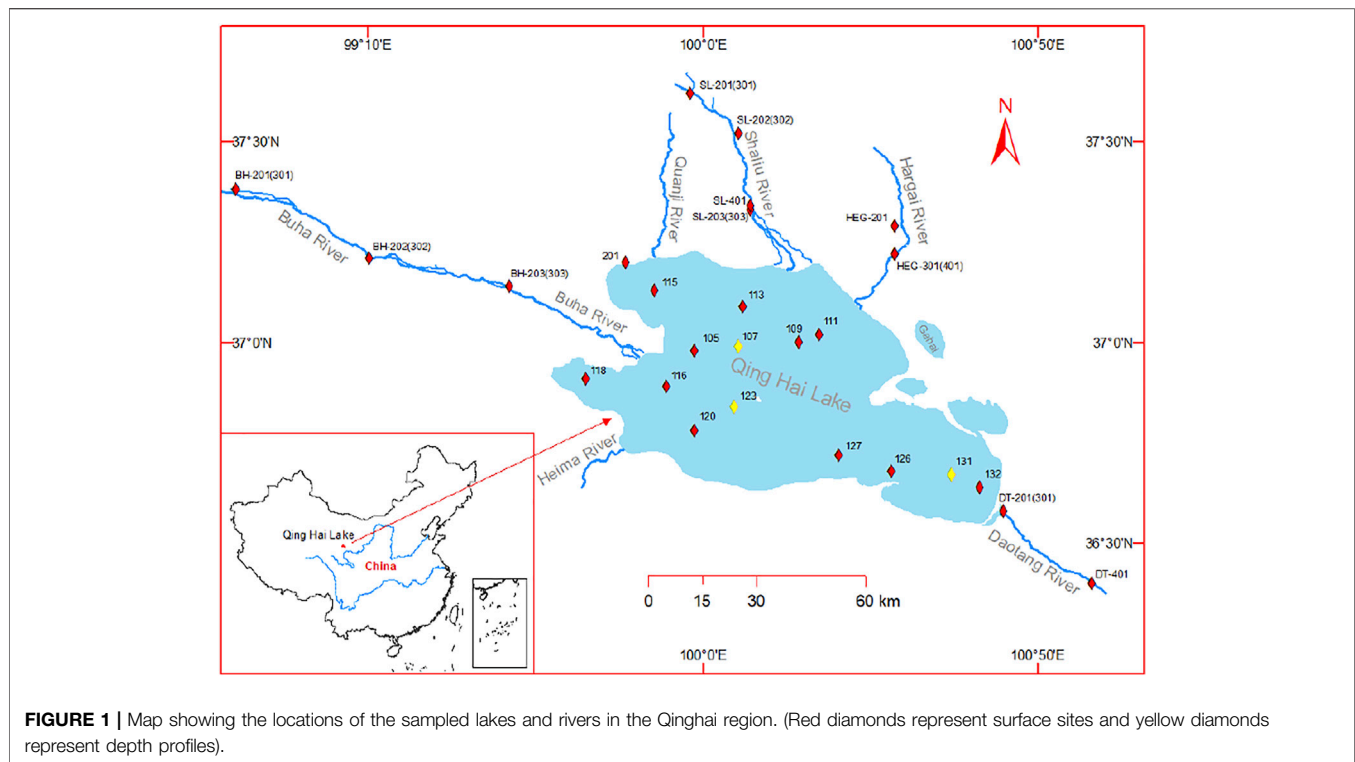 99°10'E
100°0'E
100°50'E
SL-201(301)
N
SL-202(302)
37°30'N
37°30'N
Quanji River
Shaliu River
Hargai River
BH-201(301)
SL-401
SL-203(303)
HEG-201
Buha River
BH-202(302)
201
HEG-301(401)
BH-203(303)
115
113
Buha River
105
107
109
111
Gahai
37°0'N
37°0'N
118
116
Qing Hai Lake
123
120
127
126
131
132
Heima River
DT-201(301)
Qing Hai Lake
China
36°30'N
Daotang River
DT-401
0 15 30 60 km
100°0'E
100°50'E
FIGURE 1 | Map showing the locations of the sampled lakes and rivers in the Qinghai region. (Red diamonds represent surface sites and yellow diamonds
represent depth profiles).